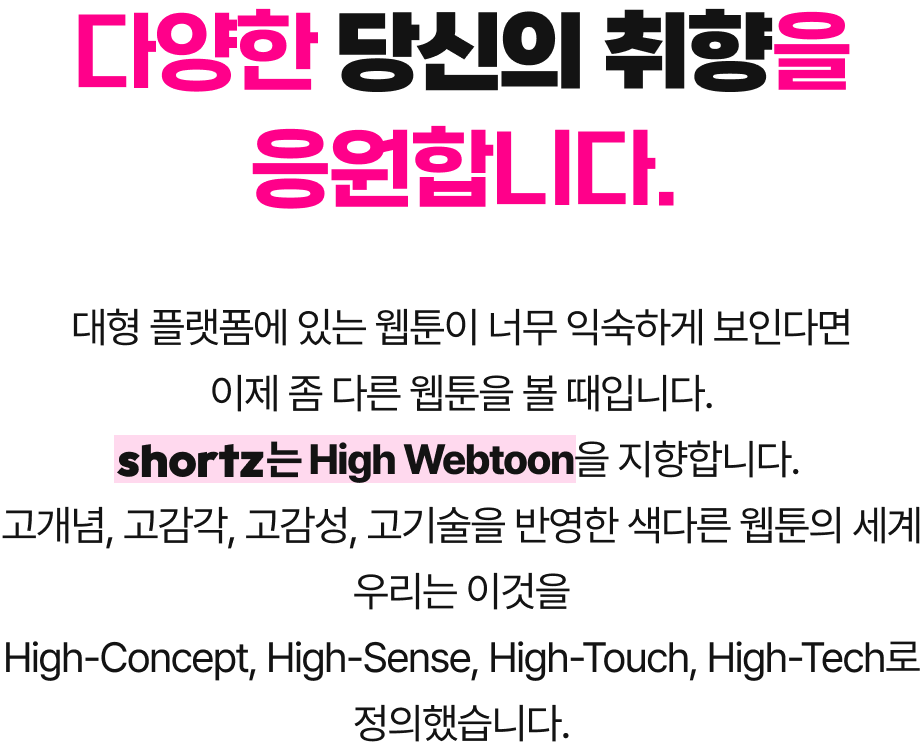 다양한 당신의 취향을
응원합니다.
대형 플랫폼에 있는 웹툰이 너무 익숙하게 보인다면
이제 좀 다른 웹툰을 볼 때입니다.
shortz는 High Webtoon을 지향합니다.
고개념, 고감각, 고감성, 고기술을 반영한 색다른 웹툰의 세계
우리는 이것을
High-Concept, High-Sense, High-Touch, High-Tech로
정의했습니다.